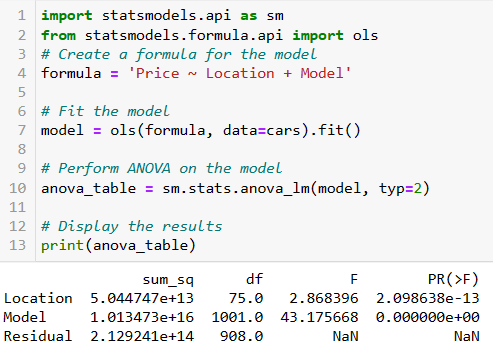 1 import statsmodels.api as sm
2 from statsmodels.formula.api import ols
3 # Create a formula for the model
4 formula = 'Price ~ Location + Model'
5
6 # Fit the model
7 model = ols(formula, data=cars).fit()
8
9 # Perform ANOVA on the model
10 anova_table = sm.stats.anova_lm(model, typ=2)
11
12 # Display the results
13 print(anova_table)
sum_sq df F PR(>F)
Location 5.044747e+13 75.0 2.868396 2.098638e-13
Model 1.013473e+16 1001.0 43.175668 0.000000e+00
Residual 2.129241e+14 908.0 NaN NaN